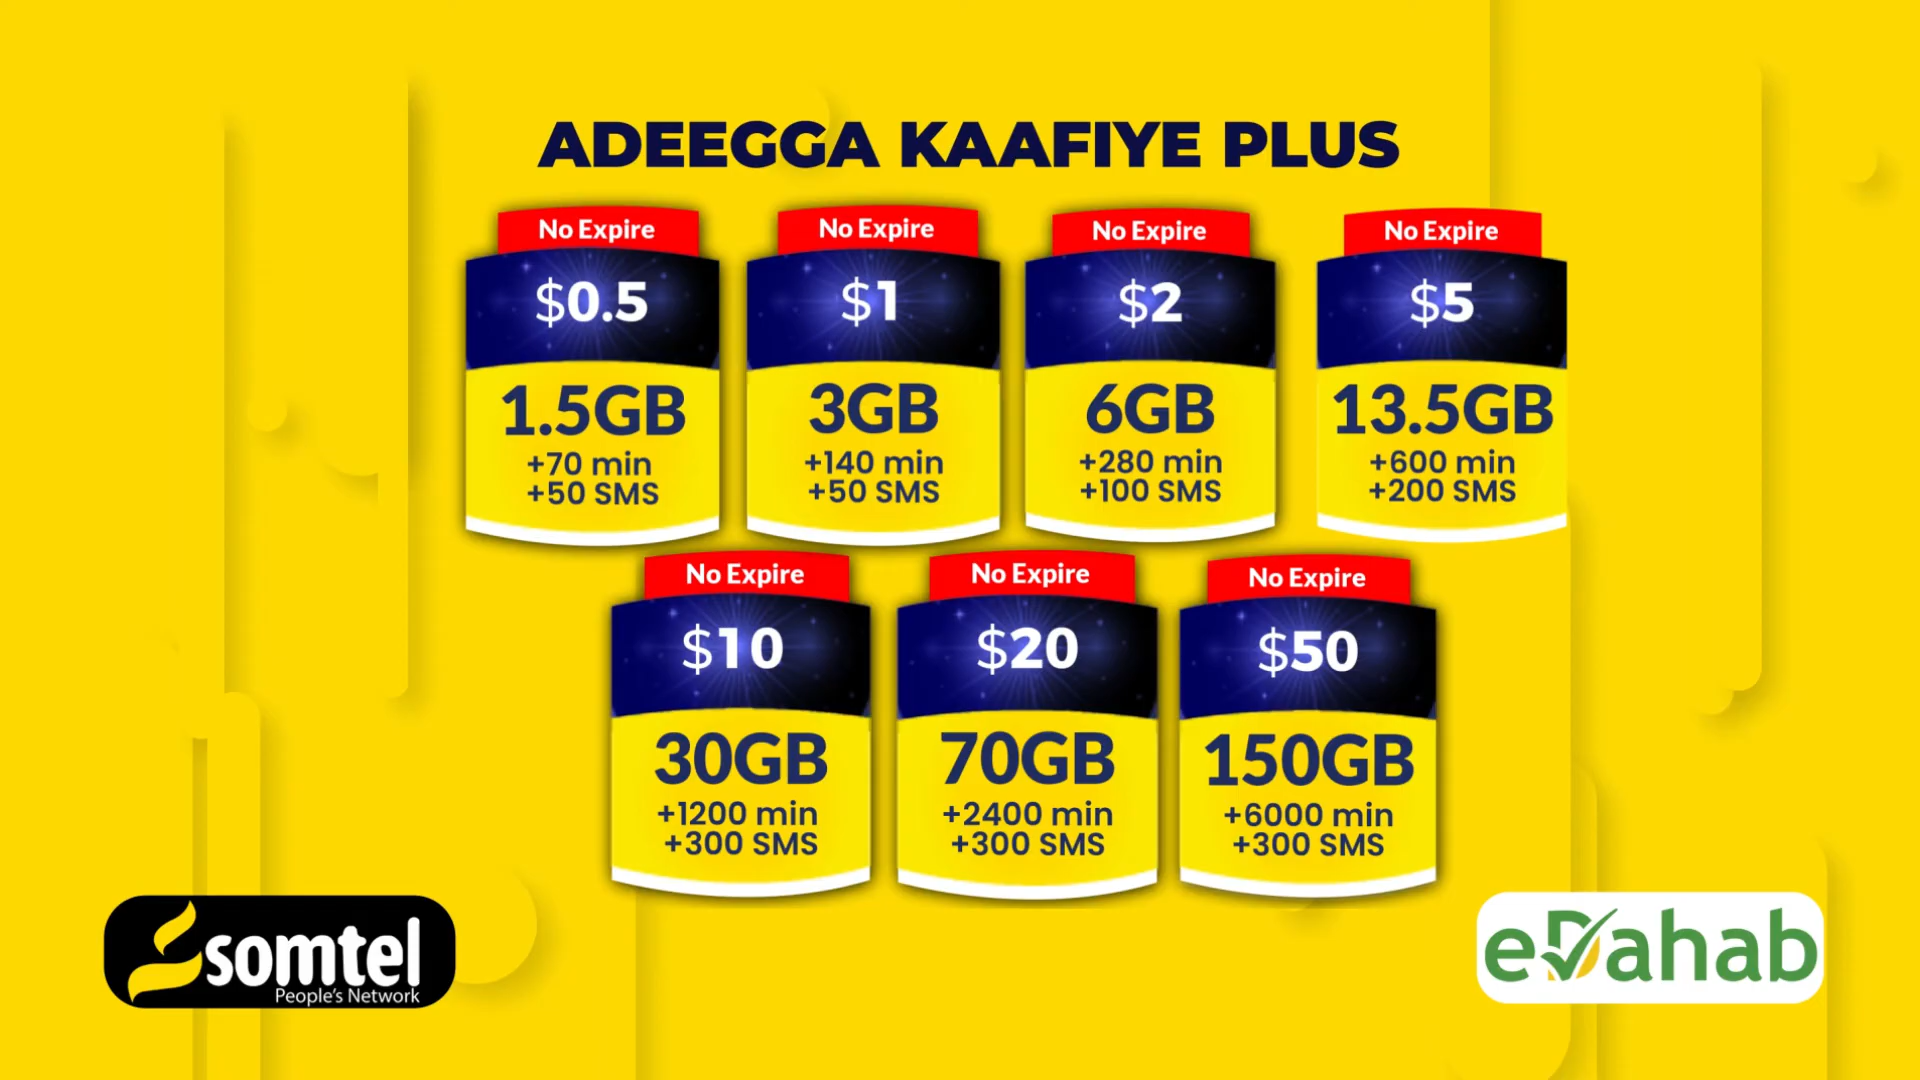 ADEEGGA KAAFIYE PLUS
No Expire
$0.5
1.5GB
+70 min
+50 SMS
No Expire
$1
3GB
+140 min
+50 SMS
No Expire
$2
6GB
+280 min
+100 SMS
No Expire
$5
13.5GB
+600 min
+200 SMS
No Expire
$10
30GB
+1200 min
+300 SMS
No Expire
$20
70GB
+2400 min
+300 SMS
No Expire
$50
150GB
+6000 min
+300 SMS
somtel
People's Network
eDahab